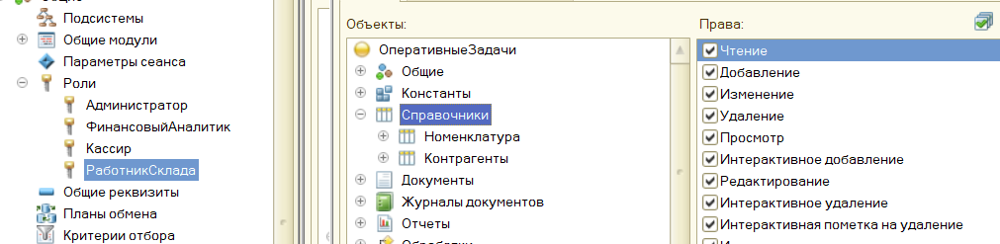 Общие
Подсистемы
Общие модули
Параметры сеанса
Роли
Администратор
ФинансовыйАналитик
Кассир
РаботникСклада
Общие реквизиты
Планы обмена
Критерии отбора
Объекты:
ОперативныеЗадачи
Общие
Константы
Справочники
Номенклатура
Контрагенты
Документы
Журналы документов
Отчеты
Обработки
Права:
Чтение
Добавление
Изменение
Удаление
Просмотр
Интерактивное добавление
Редактирование
Интерактивное удаление
Интерактивная пометка на удаление